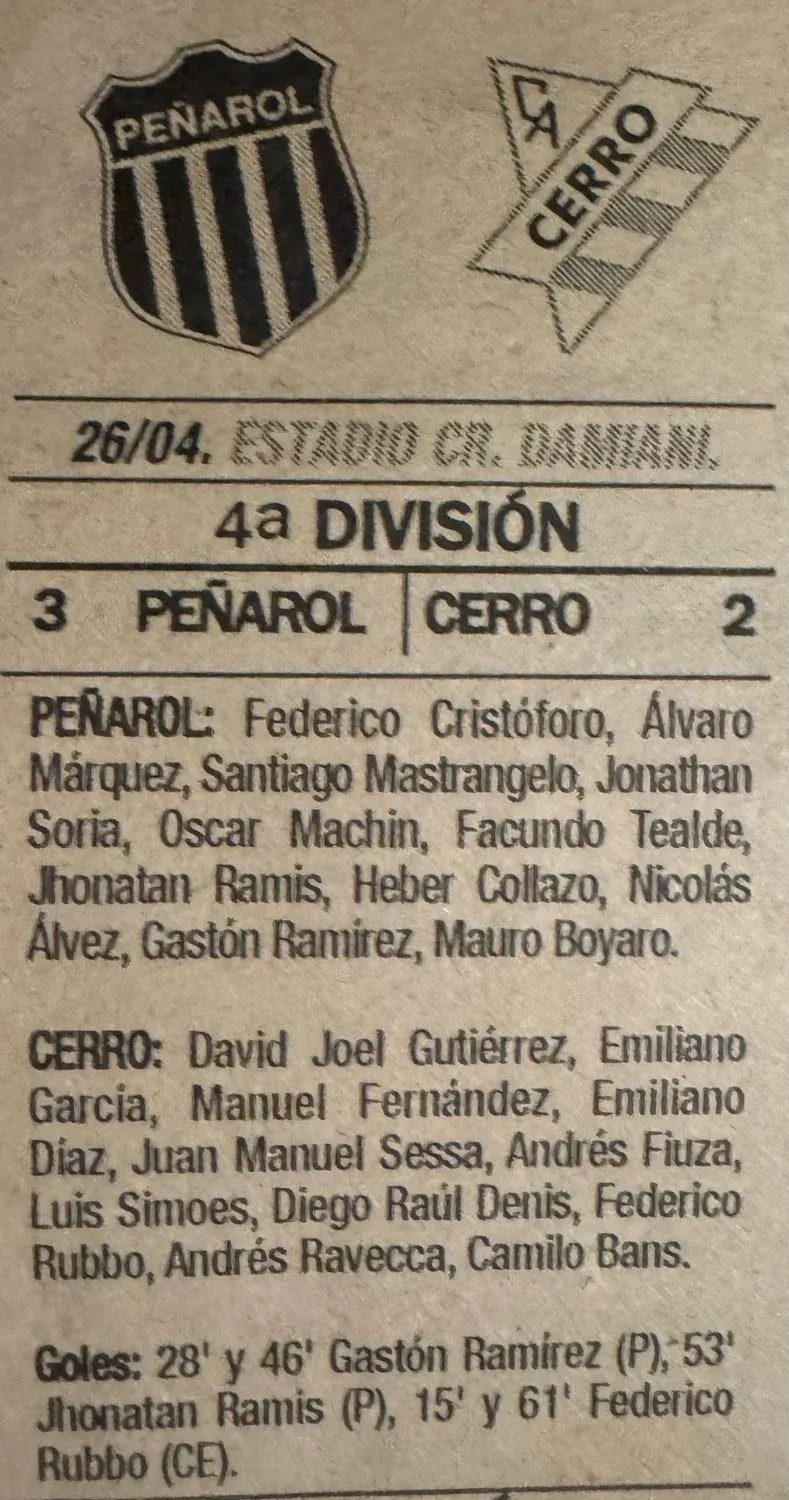 PEÑAROL
CA
CERRO
26/04. ESTADIO CR. DAMIANI.
4a DIVISIÓN
3 PEÑAROL CERRO 2
PEÑAROL: Federico Cristóforo, Álvaro
Márquez, Santiago Mastrangelo, Jonathan
Soria, Oscar Machin, Facundo Tealde,
Jhonatan Ramis, Heber Collazo, Nicolás
Álvez, Gastón Ramirez, Mauro Boyaro.
CERRO: David Joel Gutiérrez, Emiliano
Garcia, Manuel Fernández, Emiliano
Díaz, Juan Manuel Sessa, Andrés Fiuza,
Luis Simoes, Diego Raúl Denis, Federico
Rubbo, Andrés Ravecca, Camilo Bans.
Goles: 28' y 46' Gastón Ramírez (P), 53'
Jhonatan Ramis (P), 15' y 61' Federico
Rubbo (CE).